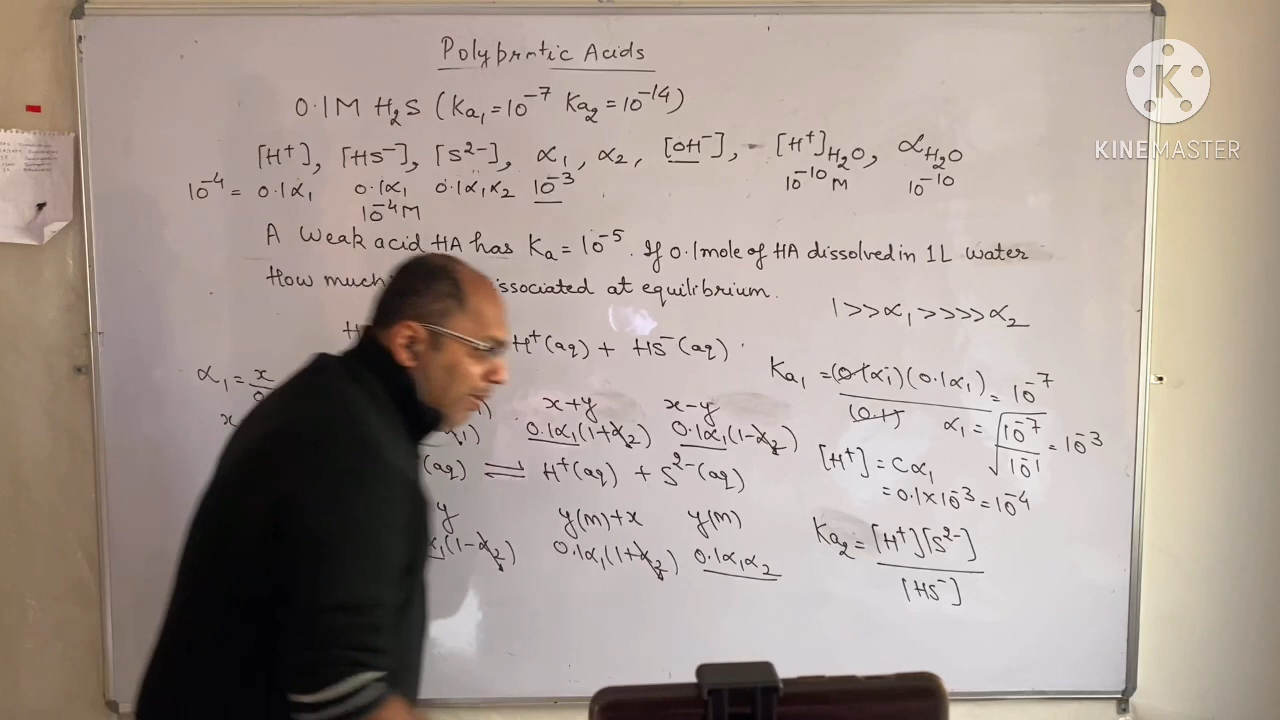 Polyprotic Acids
0.1M H₂S (Ka₁=10⁻⁷ Ka₂=10⁻¹⁴)
[H⁺], [HS⁻], [S²⁻], α₁, α₂, [OH⁻], [H⁺]H₂O, αH₂O
10⁻⁴ = 0.1α₁ 0.1α₁ 0.1α₁α₂ 10⁻³ 10⁻¹⁰ M 10⁻¹⁰
10⁻⁴M
A weak acid HA has Ka = 10⁻⁵. If 0.1mole of HA dissolved in 1L water
How much issociated at equilibrium.
1>>α₁>>>>α₂
H⁺(aq) + HS⁻(aq)
α₁ = x
Ka₁ = (0.1α₁)(0.1α₁) = 10⁻⁷
(0.1)
x+y x-y
α₁ = √10⁻⁷/10⁻¹ = 10⁻³
0.1α₁(1+α₂) 0.1α₁(1-α₂)
[H⁺] = Cα₁
(aq) ⇌ H⁺(aq) + S²⁻(aq)
= 0.1×10⁻³ = 10⁻⁴
y y(m)+x y(m)
Ka₂ = [H⁺][S²⁻]
[HS⁻]
α₁(1-α₂) 0.1α₁(1+α₂) 0.1α₁α₂
K
KINEMASTER